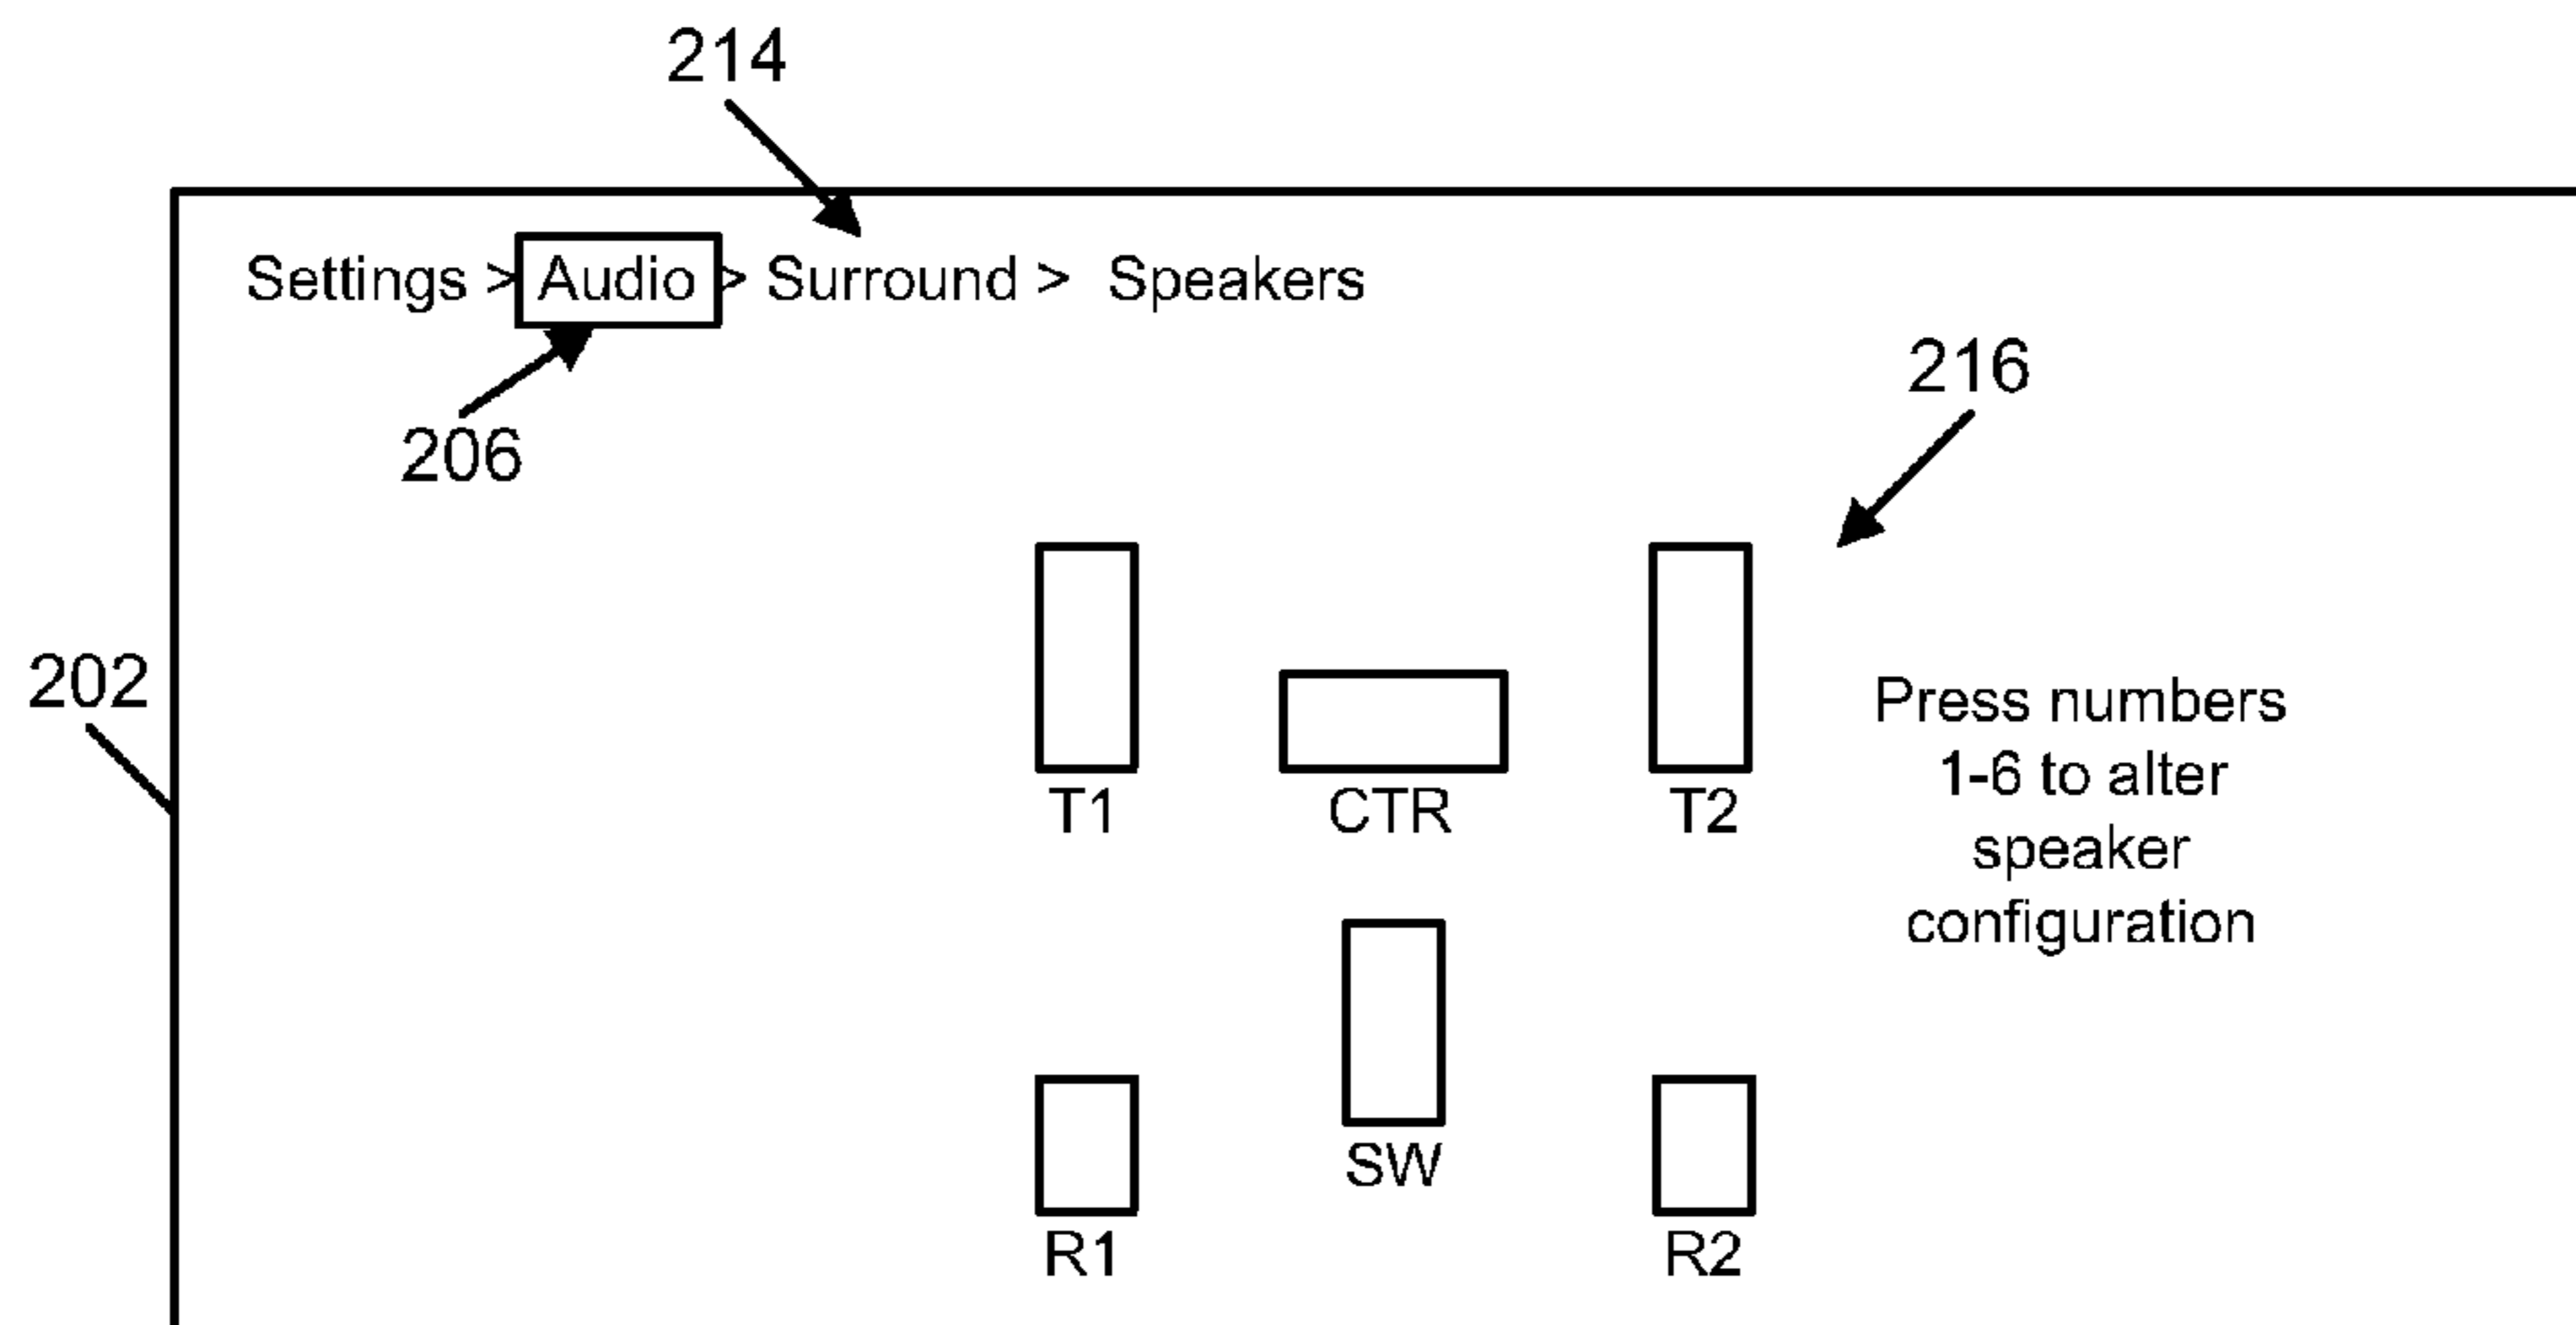 214
Settings > Audio > Surround > Speakers
206
216
202
T1 CTR T2
Press numbers
1-6 to alter
speaker
configuration
SW
R1 R2